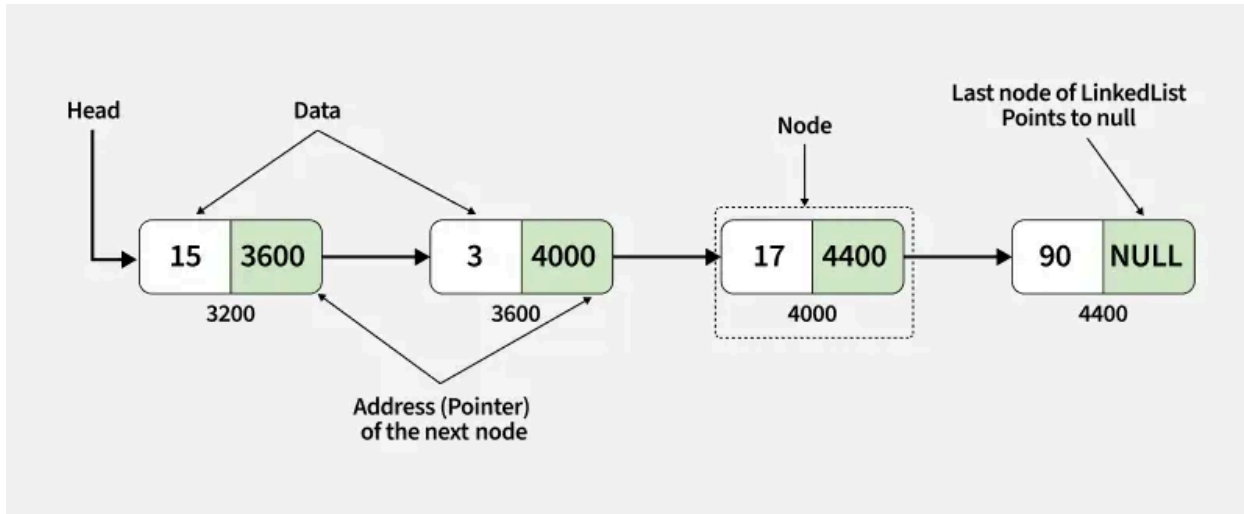 Head
Data
Node
Last node of LinkedList
Points to null
15 3600
3 4000
17 4400
90 NULL
3200
3600
4000
4400
Address (Pointer)
of the next node